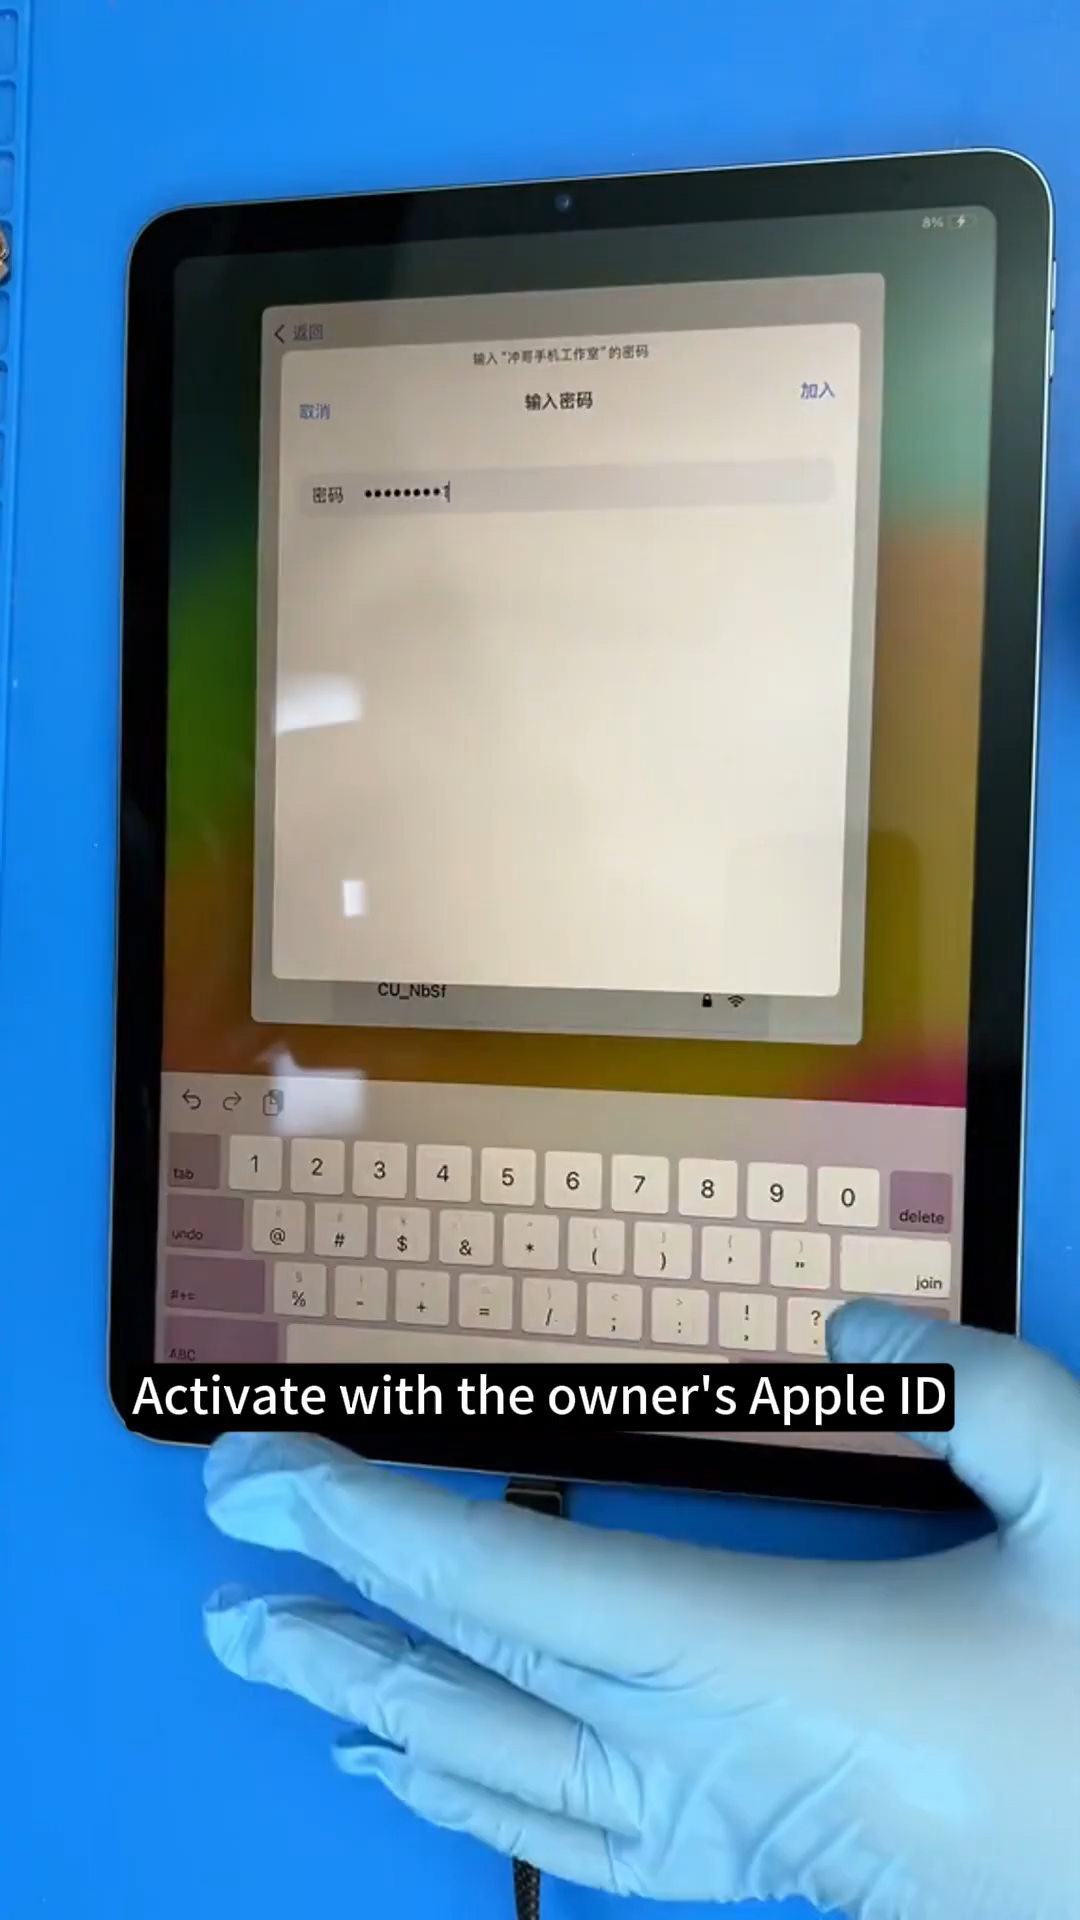 8%
返回
输入“冲哥手机工作室”的密码
取消
输入密码
加入
密码 ••••••••1
CU_NbSf
tab 1 2 3 4 5 6 7 8 9 0 delete
undo @ # $ & * ( ) ' " join
#+= % - + = / ; : ! , ? .
ABC
Activate with the owner's Apple ID